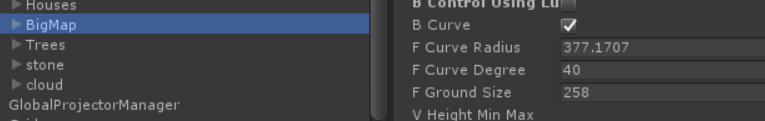 Houses
BigMap
Trees
stone
cloud
GlobalProjectorManager
B Control Using Lu
B Curve
F Curve Radius 377.1707
F Curve Degree 40
F Ground Size 258
V Height Min Max